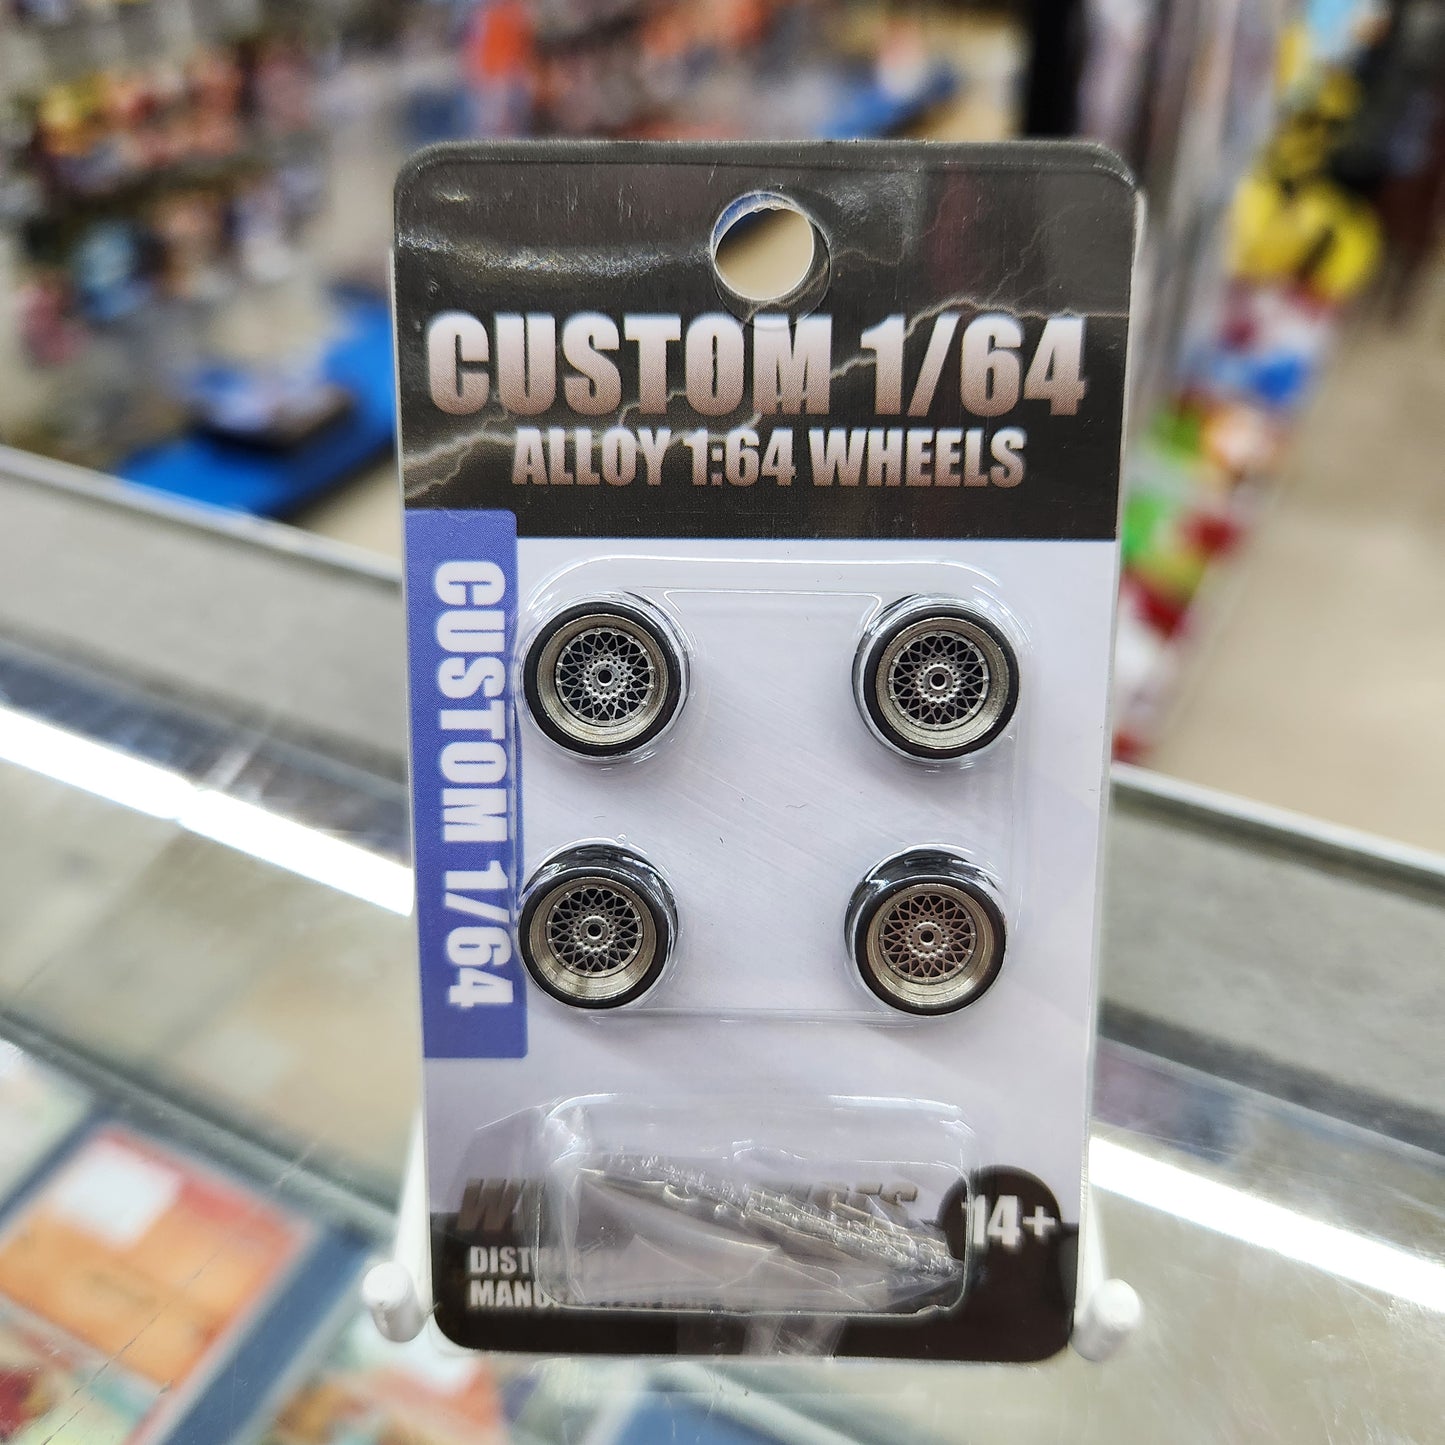 CUSTOM 1/64
ALLOY 1:64 WHEELS
CUSTOM 1/64
14+